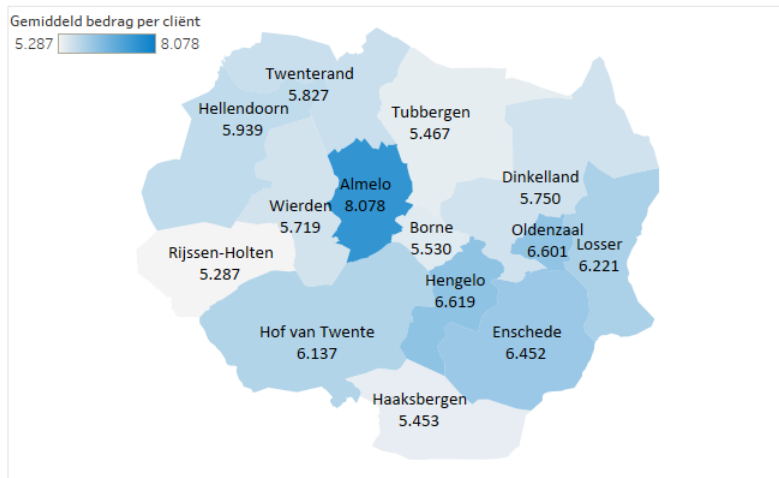 Gemiddeld bedrag per cliënt
5.287 8.078
Twenterand
5.827
Hellendoorn
5.939
Tubbergen
5.467
Almelo
8.078
Dinkelland
5.750
Wierden
5.719
Borne
5.530
Oldenzaal
6.601
Losser
6.221
Rijssen-Holten
5.287
Hengelo
6.619
Hof van Twente
6.137
Enschede
6.452
Haaksbergen
5.453